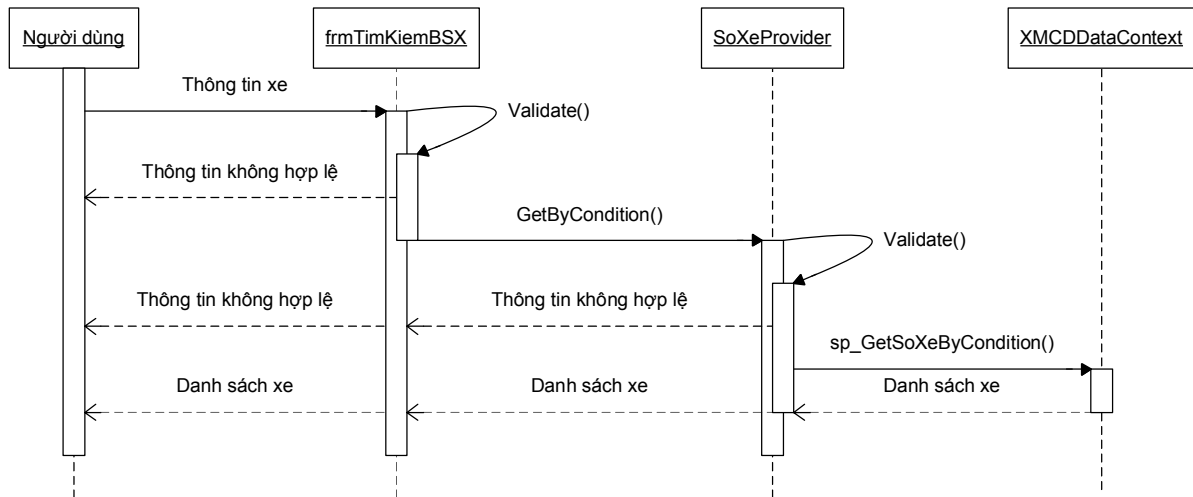 Người dùng
frmTimKiemBSX
SoXeProvider
XMCDDataContext
Thông tin xe
Validate()
Thông tin không hợp lệ
GetByCondition()
Validate()
Thông tin không hợp lệ
Thông tin không hợp lệ
sp_GetSoXeByCondition()
Danh sách xe
Danh sách xe
Danh sách xe